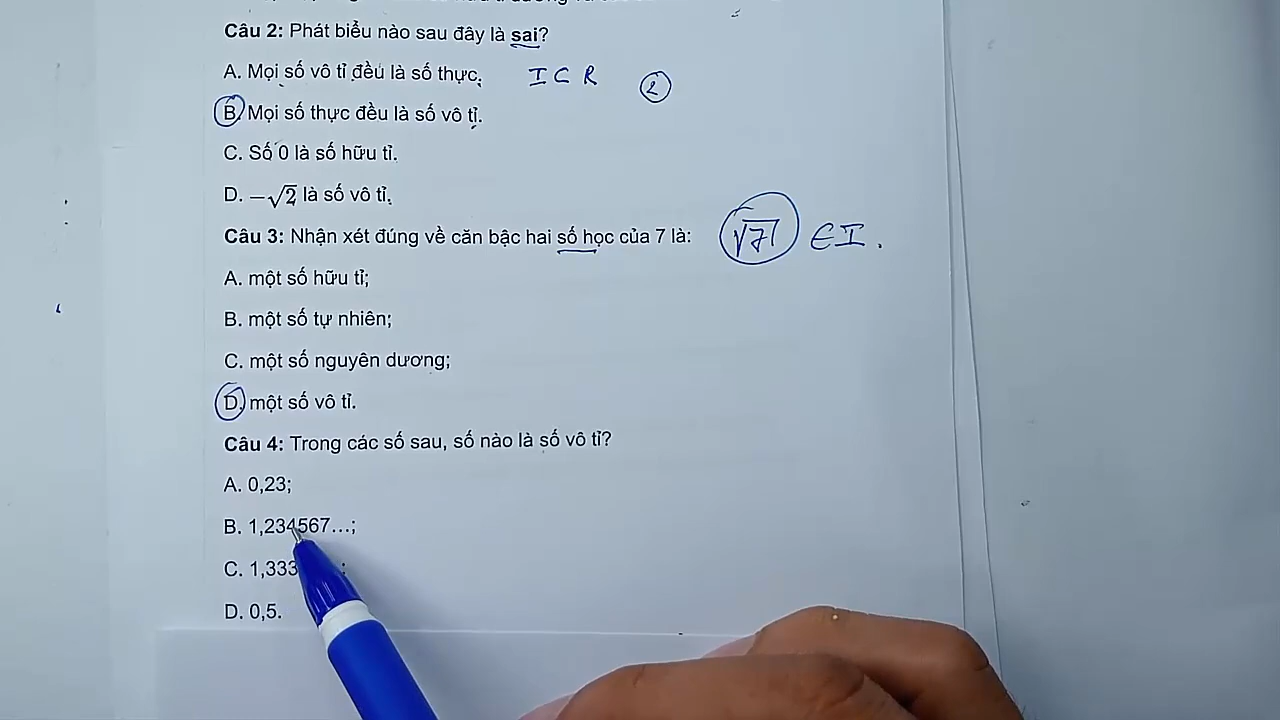 Câu 2: Phát biểu nào sau đây là sai?
A. Mọi số vô tỉ đều là số thực. I ⊂ R ②
B. Mọi số thực đều là số vô tỉ.
C. Số 0 là số hữu tỉ.
D. −√2 là số vô tỉ.
Câu 3: Nhận xét đúng về căn bậc hai số học của 7 là: √7 ∈ I.
A. một số hữu tỉ;
B. một số tự nhiên;
C. một số nguyên dương;
D. một số vô tỉ.
Câu 4: Trong các số sau, số nào là số vô tỉ?
A. 0,23;
B. 1,234567...;
C. 1,333 ;
D. 0,5.